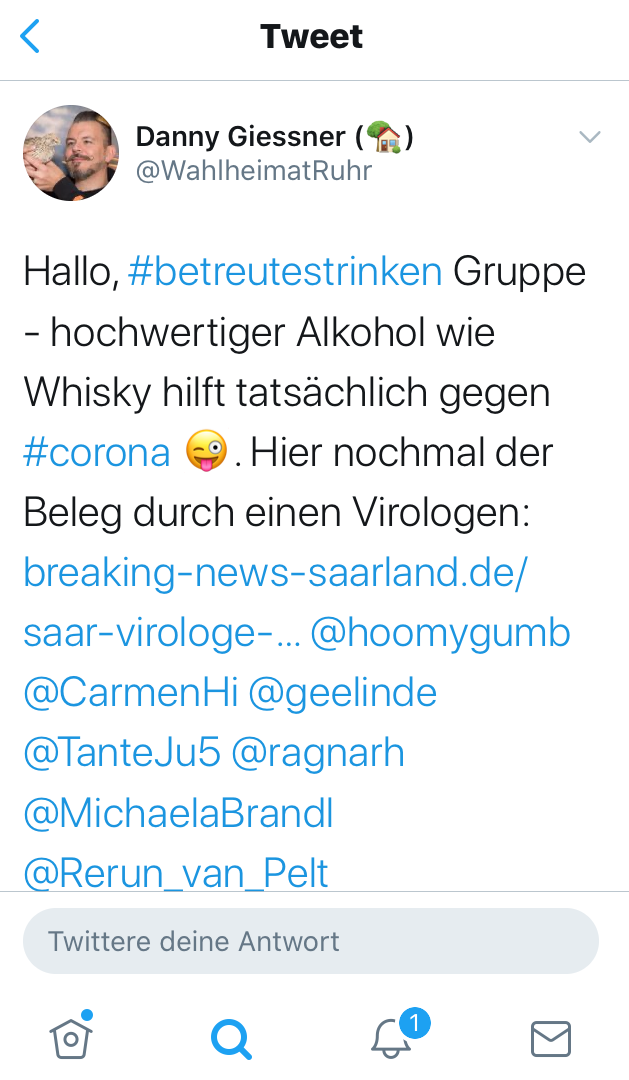 Tweet
Danny Giessner (🏡)
@WahlheimatRuhr
Hallo, #betreutestrinken Gruppe
- hochwertiger Alkohol wie
Whisky hilft tatsächlich gegen
#corona 😜. Hier nochmal der
Beleg durch einen Virologen:
breaking-news-saarland.de/
saar-virologe-... @hoomygumb
@CarmenHi @geelinde
@TanteJu5 @ragnarh
@MichaelaBrandl
@Rerun_van_Pelt
Twittere deine Antwort
1